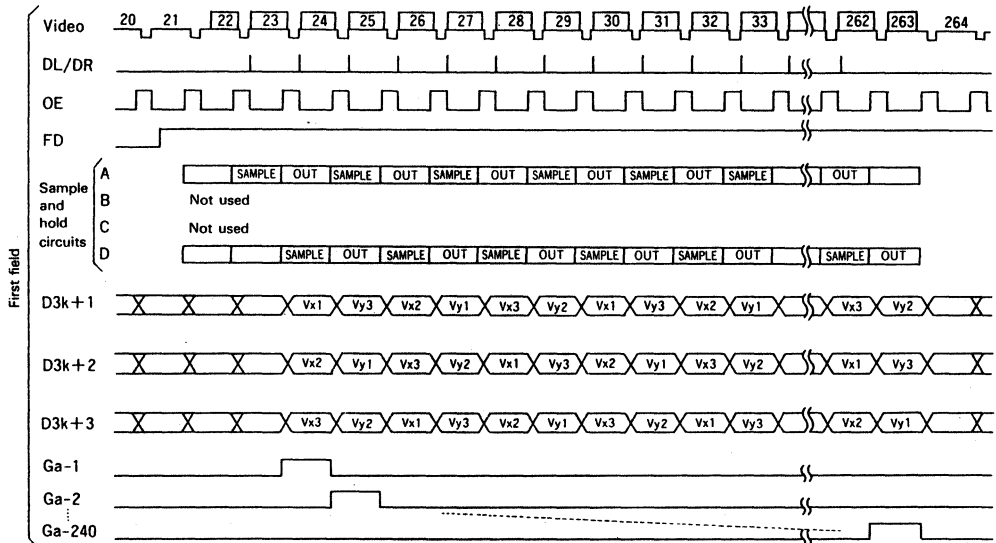 20 21 22 23 24 25 26 27 28 29 30 31 32 33 262 263 264
Video
DL/DR
OE
FD
First field
Sample and hold circuits
A SAMPLE OUT SAMPLE OUT SAMPLE OUT SAMPLE OUT SAMPLE OUT SAMPLE OUT
B Not used
C Not used
D SAMPLE OUT SAMPLE OUT SAMPLE OUT SAMPLE OUT SAMPLE OUT SAMPLE OUT
D3k+1 Vx1 Vy3 Vx2 Vy1 Vx3 Vy2 Vx1 Vy3 Vx2 Vy1 Vx3 Vy2
D3k+2 Vx2 Vy1 Vx3 Vy2 Vx1 Vy3 Vx2 Vy1 Vx3 Vy2 Vx1 Vy3
D3k+3 Vx3 Vy2 Vx1 Vy3 Vx2 Vy1 Vx3 Vy2 Vx1 Vy3 Vx2 Vy1
Ga-1
Ga-2
Ga-240